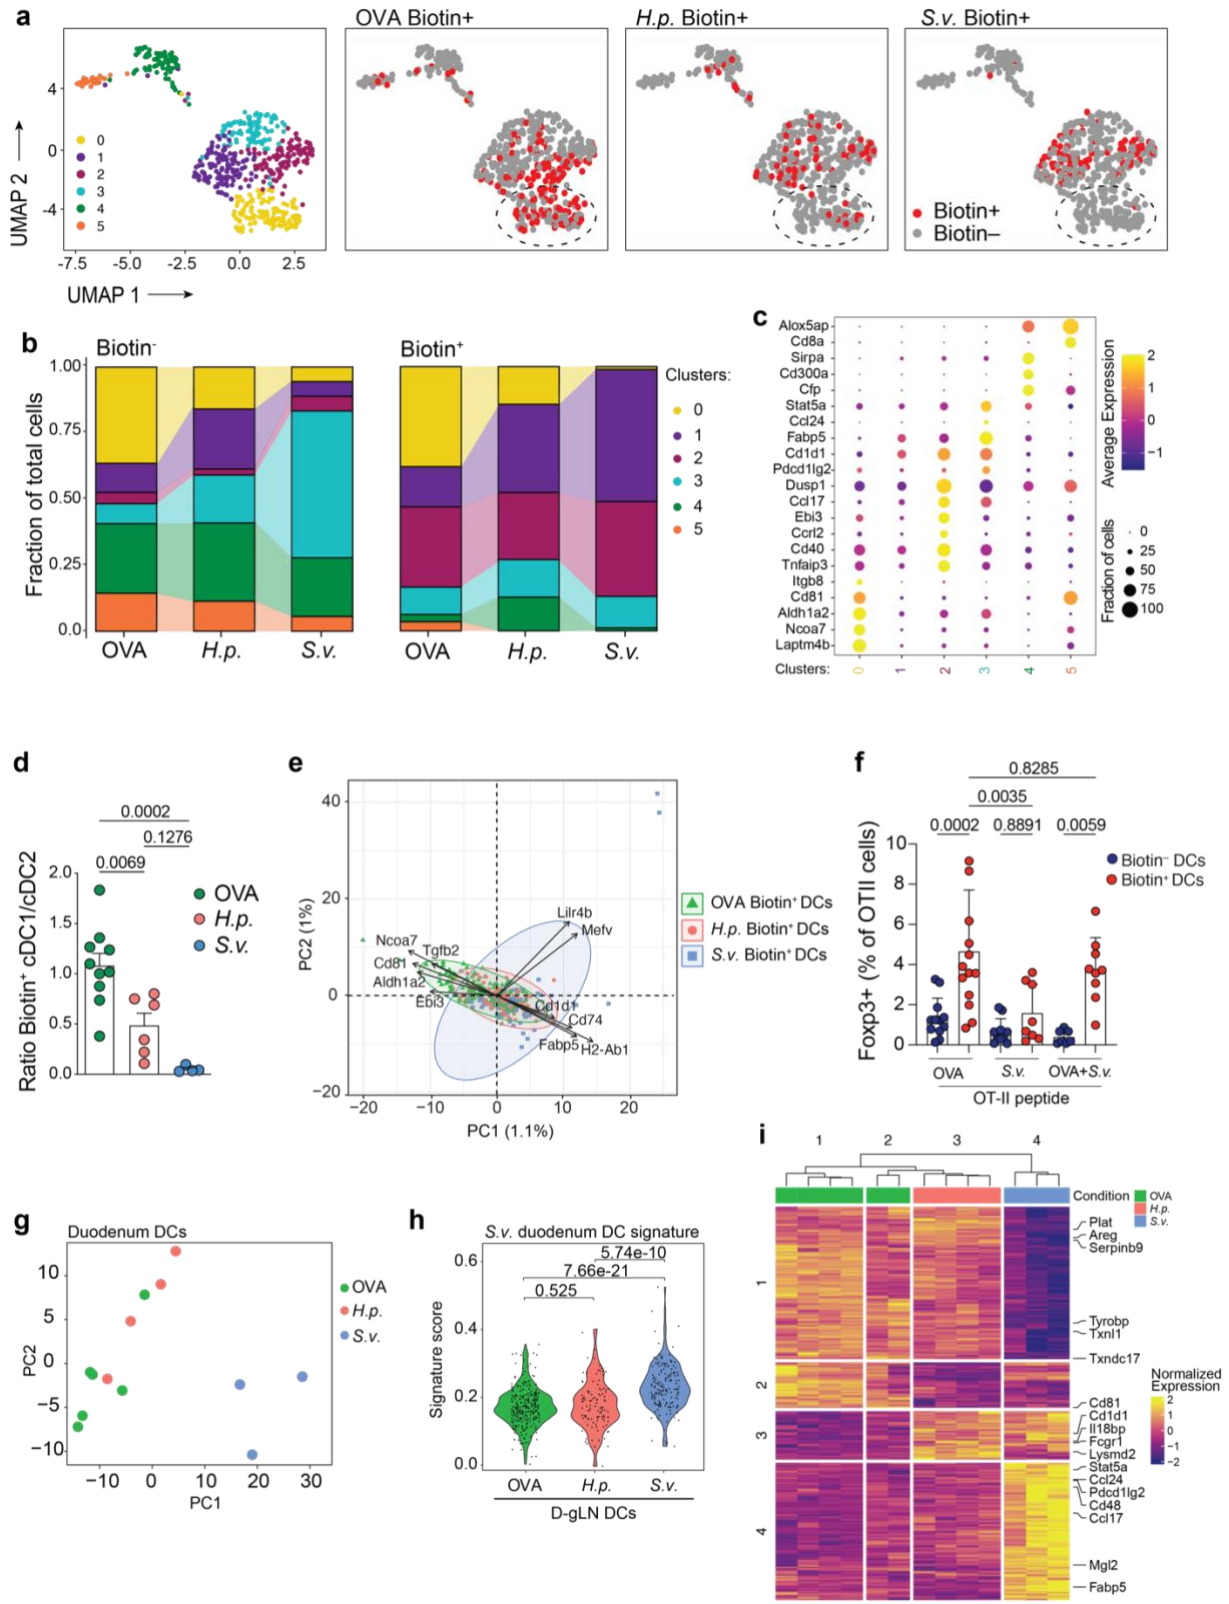 a
OVA Biotin+
H.p. Biotin+
S.v. Biotin+
UMAP 2
4
0
−4
0
1
2
3
4
5
-7.5 -5.0 -2.5 0.0 2.5
UMAP 1
Biotin+
Biotin−
b
Biotin-
Biotin+
Fraction of total cells
1.00
0.75
0.50
0.25
0.0
OVA H.p. S.v.
OVA H.p. S.v.
Clusters:
0
1
2
3
4
5
c
Alox5ap
Cd8a
Sirpa
Cd300a
Cfp
Stat5a
Ccl24
Fabp5
Cd1d1
Pdcd1lg2
Dusp1
Ccl17
Ebi3
Ccrl2
Cd40
Tnfaip3
Itgb8
Cd81
Aldh1a2
Ncoa7
Laptm4b
Clusters: 0 1 2 3 4 5
Average Expression
2
1
0
−1
Fraction of cells
0
25
50
75
100
d
0.0002
0.1276
0.0069
Ratio Biotin+ cDC1/cDC2
2.0
1.5
1.0
0.5
0.0
OVA
H.p.
S.v.
e
PC2 (1%)
40
20
0
−20
−20 −10 0 10 20
PC1 (1.1%)
Lilr4b
Mefv
Ncoa7
Tgfb2
Cd81
Aldh1a2
Ebi3
Cd1d1
Cd74
Fabp5
H2-Ab1
OVA Biotin+ DCs
H.p. Biotin+ DCs
S.v. Biotin+ DCs
f
0.8285
0.0035
0.0002 0.8891 0.0059
Foxp3+ (% of OTII cells)
10
8
6
4
2
0
OVA S.v. OVA+S.v.
OT-II peptide
Biotin− DCs
Biotin+ DCs
g
Duodenum DCs
PC2
10
5
0
−5
−10
−10 0 10 20 30
PC1
OVA
H.p.
S.v.
h
S.v. duodenum DC signature
5.74e-10
7.66e-21
0.525
Signature score
0.6
0.4
0.2
0.0
OVA H.p. S.v.
D-gLN DCs
i
1 2 3 4
Condition
OVA
H.p.
S.v.
1
2
3
4
Plat
Areg
Serpinb9
Tyrobp
Txnl1
Txndc17
Cd81
Cd1d1
Il18bp
Fcgr1
Lysmd2
Stat5a
Ccl24
Pdcd1lg2
Cd48
Ccl17
Mgl2
Fabp5
Normalized
Expression
2
1
0
−1
−2